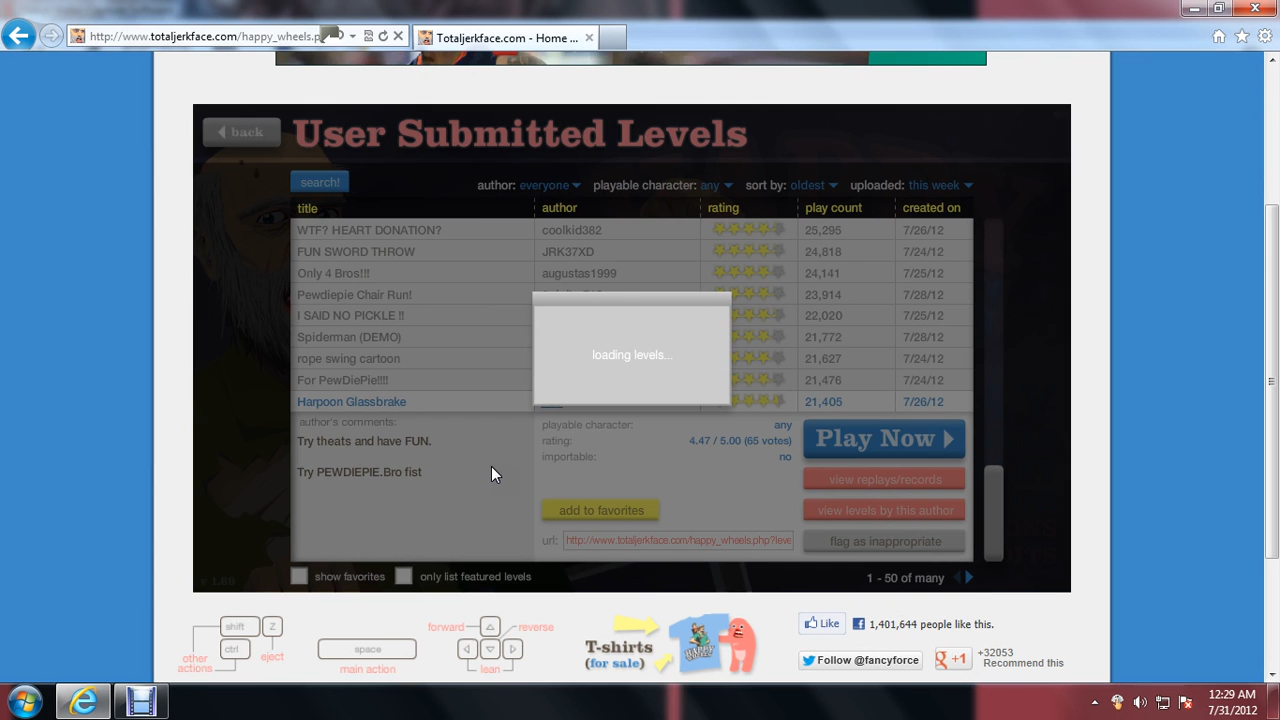 http://www.totaljerkface.com/happy_wheels.p
Totaljerkface.com - Home ...
back
User Submitted Levels
search!
author: everyone
playable character: any
sort by: oldest
uploaded: this week
title author rating play count created on
WTF? HEART DONATION? coolkid382 25,295 7/26/12
FUN SWORD THROW JRK37XD 24,818 7/24/12
Only 4 Bros!!! augustas1999 24,141 7/25/12
Pewdiepie Chair Run! 23,914 7/28/12
I SAID NO PICKLE !! 22,020 7/25/12
Spiderman (DEMO) 21,772 7/28/12
rope swing cartoon 21,627 7/24/12
For PewDiePie!!!! 21,476 7/24/12
Harpoon Glassbrake 21,405 7/26/12
loading levels...
author's comments:
Try theats and have FUN.
Try PEWDIEPIE.Bro fist
playable character: any
rating: 4.47 / 5.00 (65 votes)
importable: no
add to favorites
url: http://www.totaljerkface.com/happy_wheels.php?leve
Play Now
view replays/records
view levels by this author
flag as inappropriate
v 1.69
show favorites
only list featured levels
1 - 50 of many
shift Z
ctrl
other
actions
eject
space
main action
forward
reverse
lean
T-shirts
(for sale)
Like
1,401,644 people like this.
Follow @fancyforce
+1
+32053
Recommend this
12:29 AM
7/31/2012